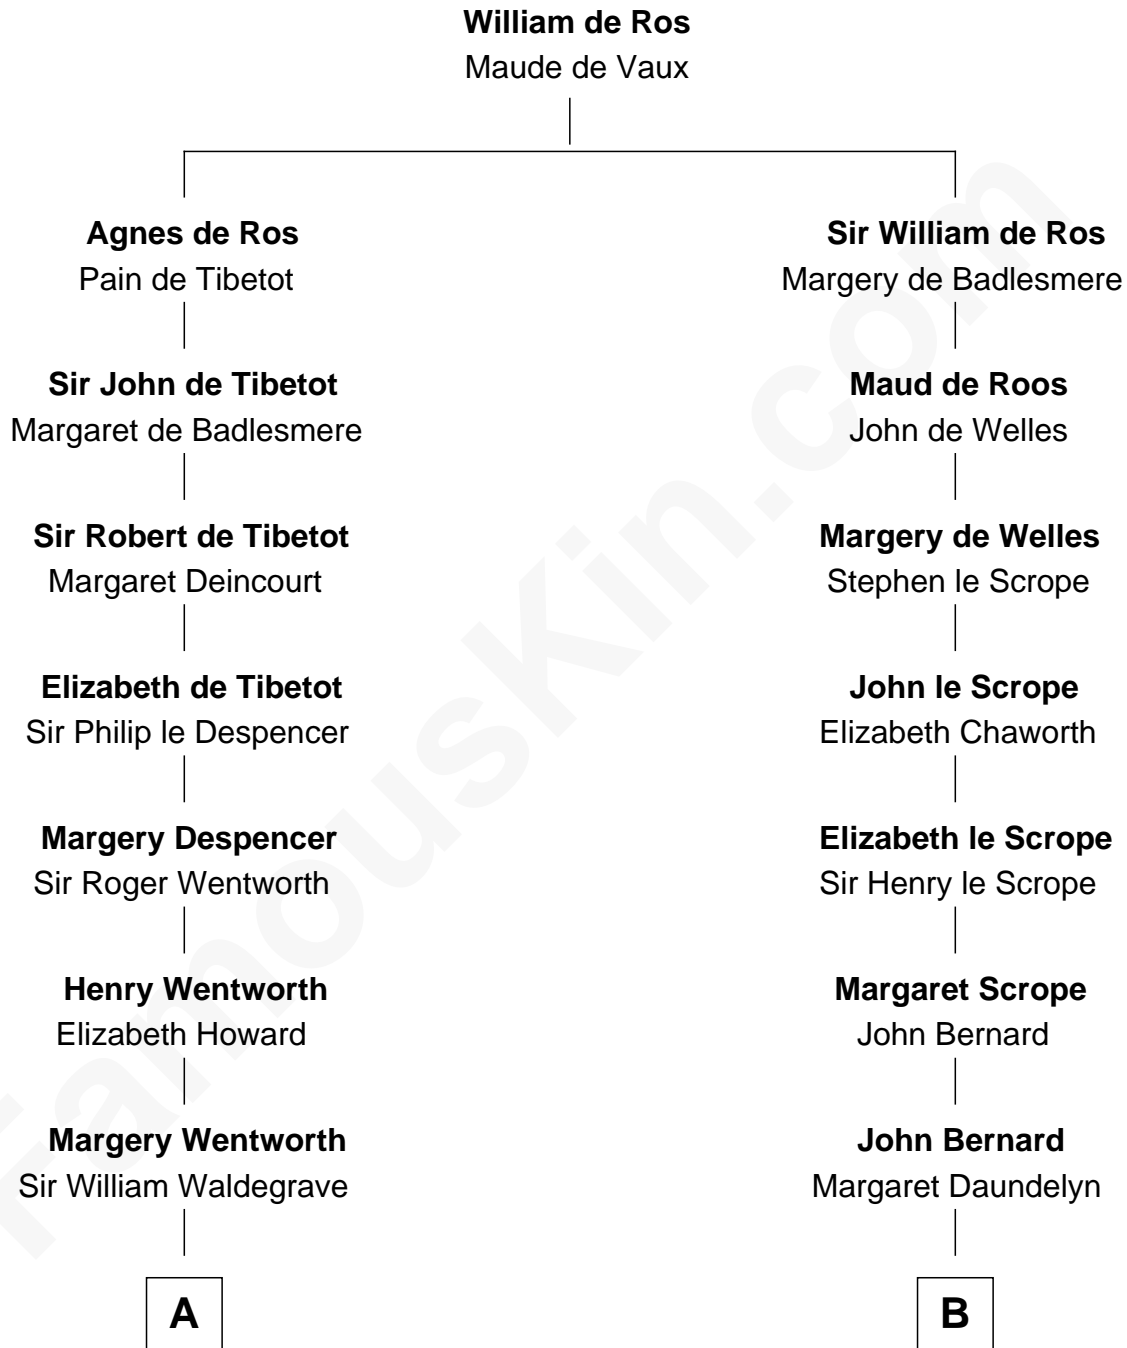 William de Ros
Maude de Vaux
Agnes de Ros
Pain de Tibetot
Sir William de Ros
Margery de Badlesmere
Sir John de Tibetot
Margaret de Badlesmere
Maud de Roos
John de Welles
Sir Robert de Tibetot
Margaret Deincourt
Margery de Welles
Stephen le Scrope
Elizabeth de Tibetot
Sir Philip le Despencer
John le Scrope
Elizabeth Chaworth
Margery Despencer
Sir Roger Wentworth
Elizabeth le Scrope
Sir Henry le Scrope
Henry Wentworth
Elizabeth Howard
Margaret Scrope
John Bernard
Margery Wentworth
Sir William Waldegrave
John Bernard
Margaret Daundelyn
A
B
FamousKin.com